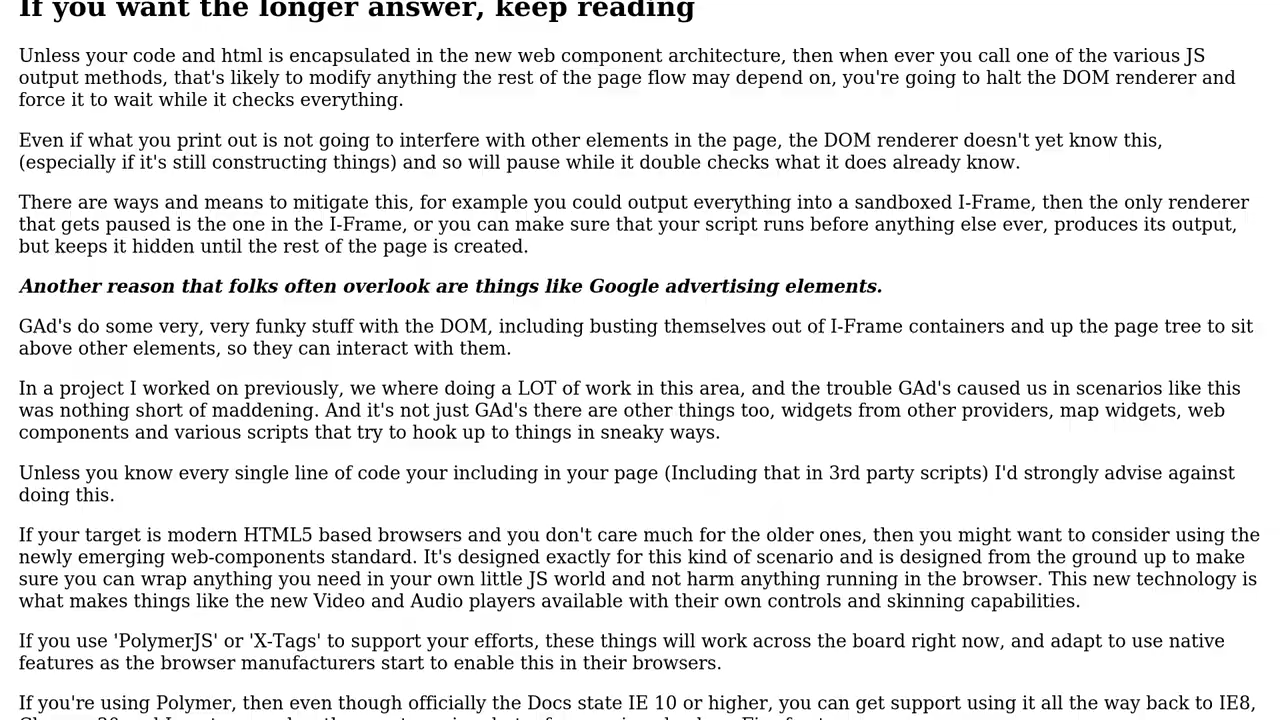 If you want the longer answer, keep reading
Unless your code and html is encapsulated in the new web component architecture, then when ever you call one of the various JS
output methods, that's likely to modify anything the rest of the page flow may depend on, you're going to halt the DOM renderer and
force it to wait while it checks everything.
Even if what you print out is not going to interfere with other elements in the page, the DOM renderer doesn't yet know this,
(especially if it's still constructing things) and so will pause while it double checks what it does already know.
There are ways and means to mitigate this, for example you could output everything into a sandboxed I-Frame, then the only renderer
that gets paused is the one in the I-Frame, or you can make sure that your script runs before anything else ever, produces its output,
but keeps it hidden until the rest of the page is created.
Another reason that folks often overlook are things like Google advertising elements.
GAd's do some very, very funky stuff with the DOM, including busting themselves out of I-Frame containers and up the page tree to sit
above other elements, so they can interact with them.
In a project I worked on previously, we where doing a LOT of work in this area, and the trouble GAd's caused us in scenarios like this
was nothing short of maddening. And it's not just GAd's there are other things too, widgets from other providers, map widgets, web
components and various scripts that try to hook up to things in sneaky ways.
Unless you know every single line of code your including in your page (Including that in 3rd party scripts) I'd strongly advise against
doing this.
If your target is modern HTML5 based browsers and you don't care much for the older ones, then you might want to consider using the
newly emerging web-components standard. It's designed exactly for this kind of scenario and is designed from the ground up to make
sure you can wrap anything you need in your own little JS world and not harm anything running in the browser. This new technology is
what makes things like the new Video and Audio players available with their own controls and skinning capabilities.
If you use 'PolymerJS' or 'X-Tags' to support your efforts, these things will work across the board right now, and adapt to use native
features as the browser manufacturers start to enable this in their browsers.
If you're using Polymer, then even though officially the Docs state IE 10 or higher, you can get support using it all the way back to IE8,